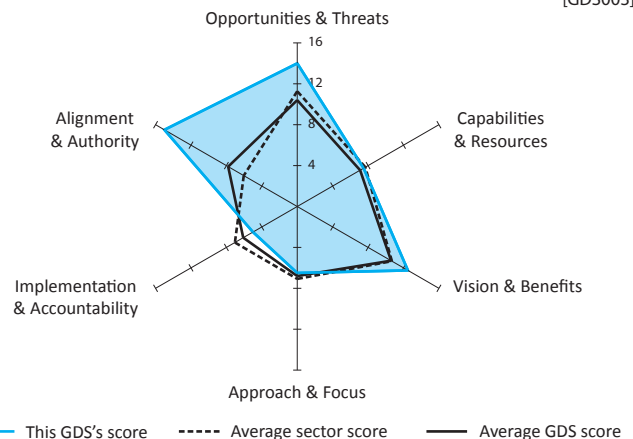 [GDS003]
Opportunities & Threats
16
12
8
4
Alignment
& Authority
Capabilities
& Resources
Implementation
& Accountability
Vision & Benefits
Approach & Focus
This GDS's score
Average sector score
Average GDS score